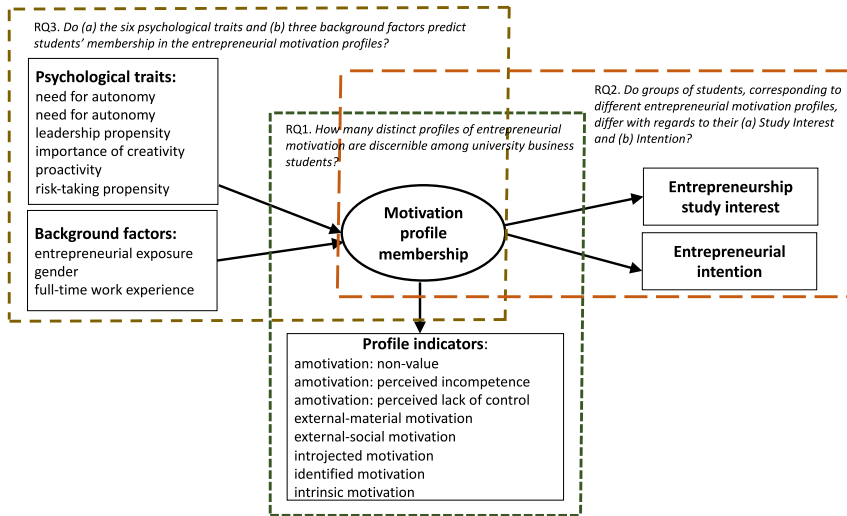 RQ3. Do (a) the six psychological traits and (b) three background factors predict
students’ membership in the entrepreneurial motivation profiles?
Psychological traits:
need for autonomy
need for autonomy
leadership propensity
importance of creativity
proactivity
risk-taking propensity
Background factors:
entrepreneurial exposure
gender
full-time work experience
RQ1. How many distinct profiles of entrepreneurial
motivation are discernible among university business
students?
Motivation
profile
membership
RQ2. Do groups of students, corresponding to
different entrepreneurial motivation profiles,
differ with regards to their (a) Study Interest
and (b) Intention?
Entrepreneurship
study interest
Entrepreneurial
intention
Profile indicators:
amotivation: non-value
amotivation: perceived incompetence
amotivation: perceived lack of control
external-material motivation
external-social motivation
introjected motivation
identified motivation
intrinsic motivation